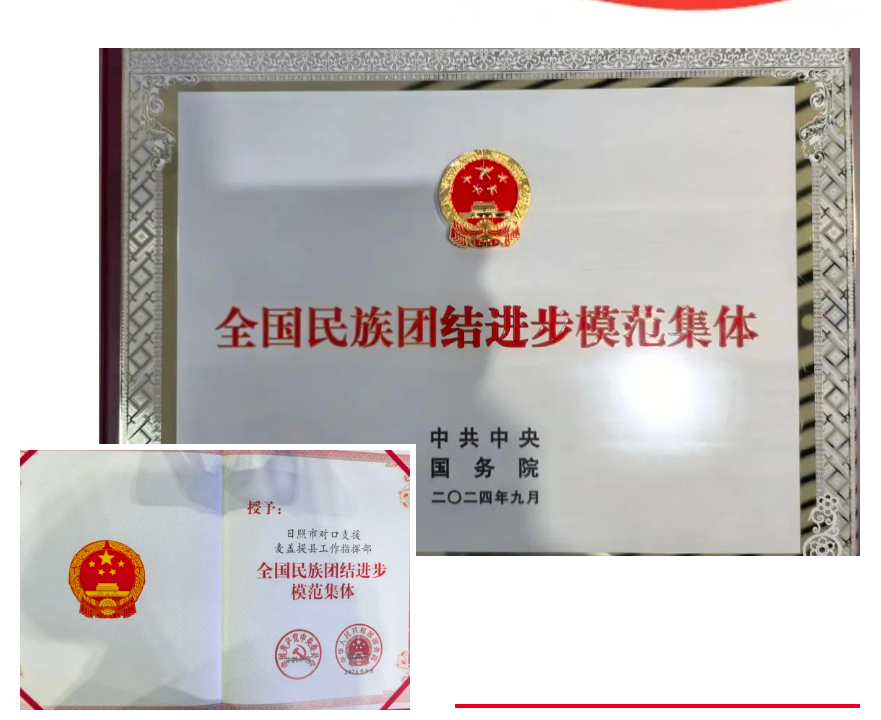 全国民族团结进步模范集体
中共中央
国务院
二〇二四年九月
授予：
日照市对口支援
麦盖提县工作指挥部
全国民族团结进步
模范集体